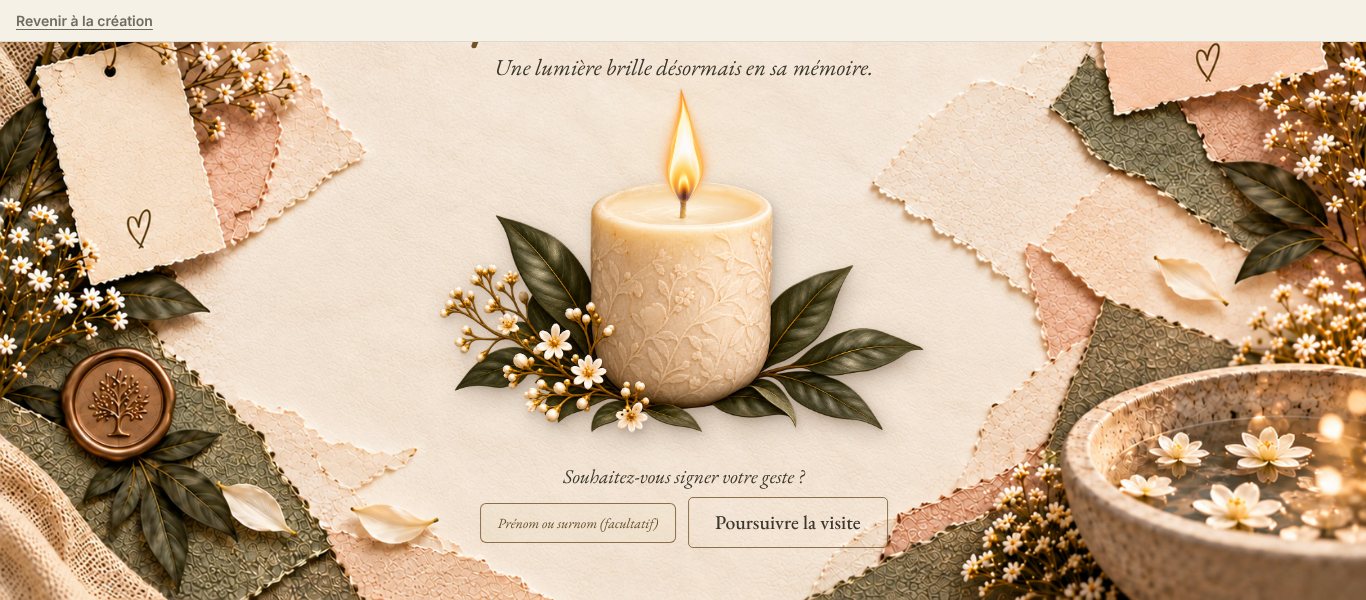 Revenir à la création
Une lumière brille désormais en sa mémoire.
Souhaitez-vous signer votre geste ?
Prénom ou surnom (facultatif)
Poursuivre la visite